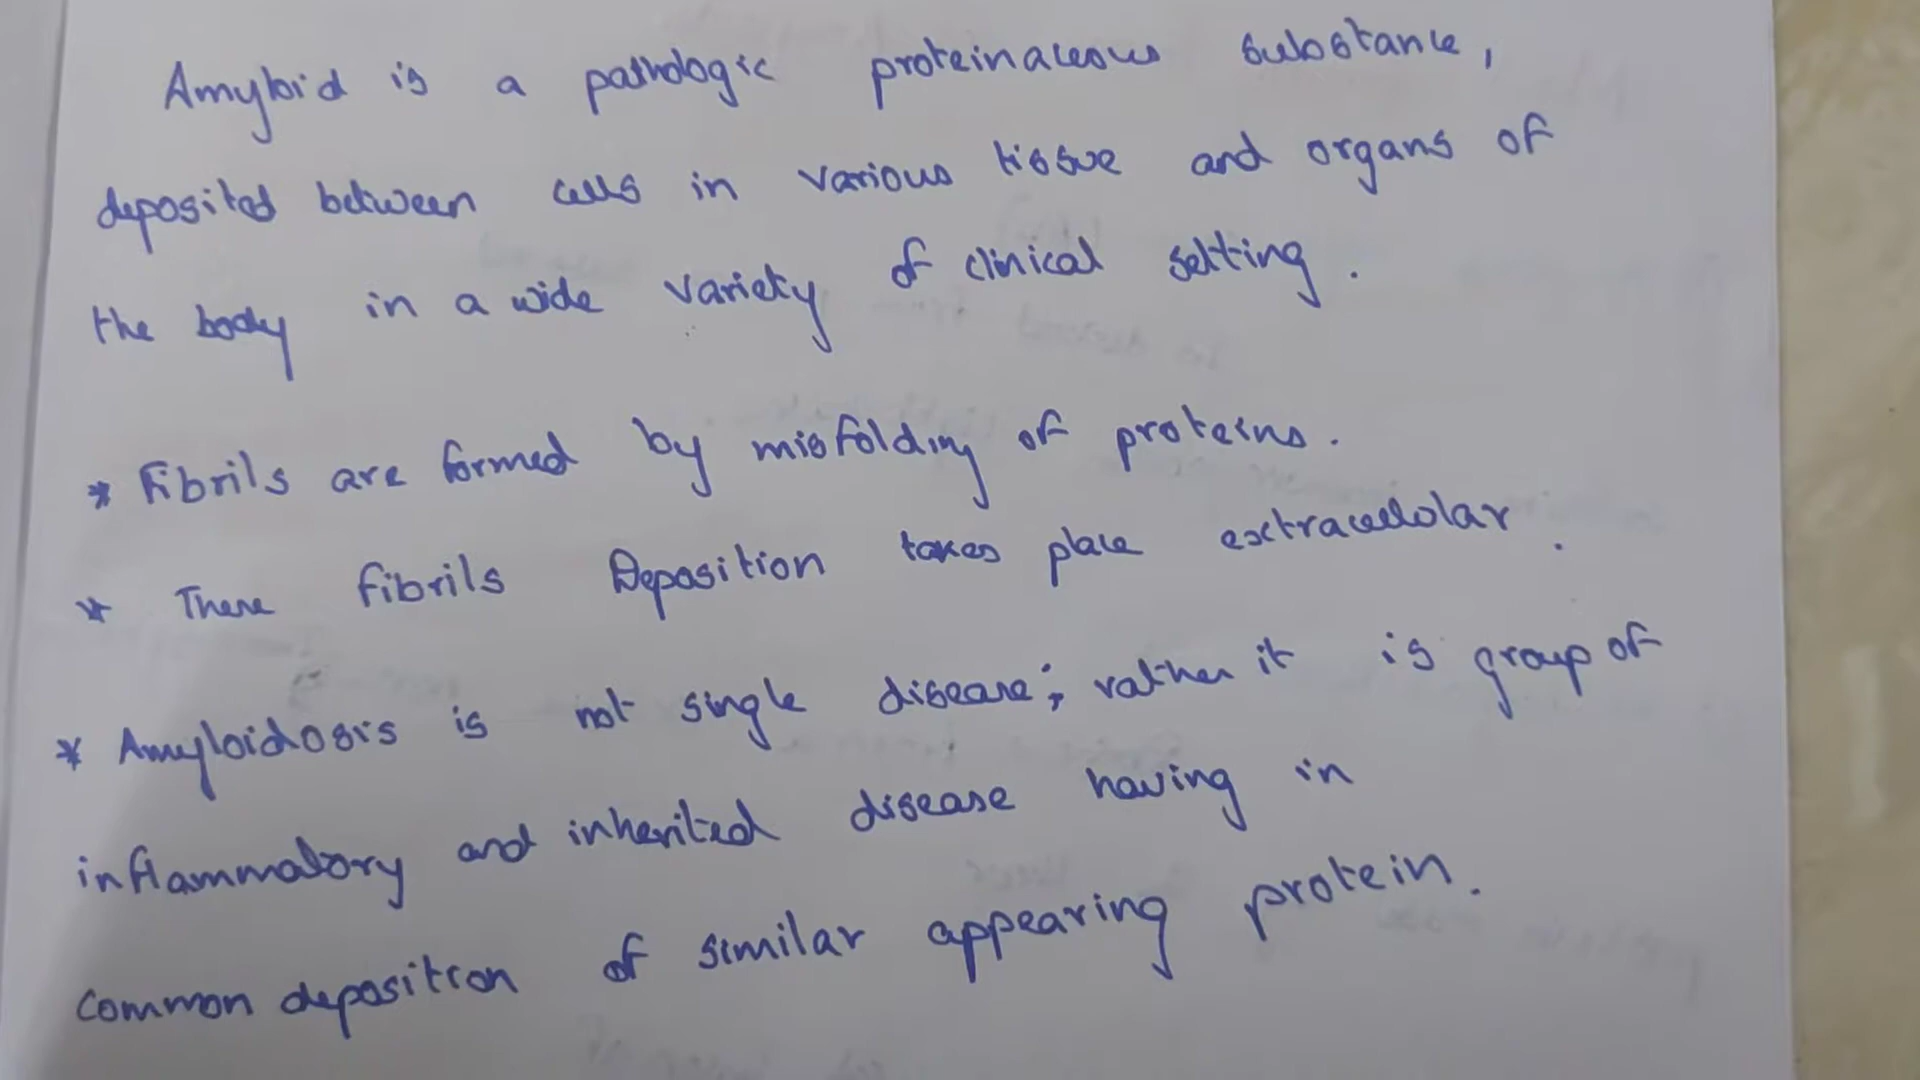 Amyloid is a pathologic proteinaceous substance,
deposited between cells in various tissue and organs of
the body in a wide variety of clinical setting.
* Fibrils are formed by misfolding of proteins.
* There fibrils Deposition takes place extracellolar.
* Amyloidosis is not single disease; rather it is group of
inflammatory and inherited disease having in
common deposition of similar appearing protein.